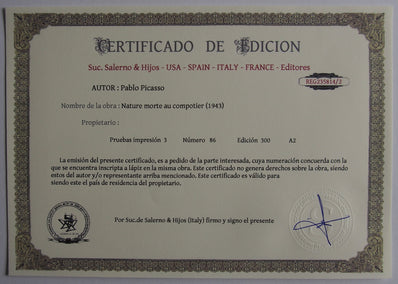 CERTIFICADO DE EDICION
Suc. Salerno & Hijos - USA - SPAIN - ITALY - FRANCE - Editores
REG255814/3
AUTOR : Pablo Picasso
Nombre de la obra : Nature morte au compotier (1943)
Propietario :
Pruebas impresión 3 Número 86 Edición 300 A2
La emisión del presente certificado, es a pedido de la parte interesada, cuya numeración concuerda con la
que se encuentra inscripta a lápiz en la misma obra. Este certificado no genera derechos sobre la obra, siendo
estos del autor y/o representante arriba mencionado. Este certificado es válido para
siendo este el país de residencia del propietario.
Por Suc.de Salerno & Hijos (Italy) firmo y signo el presente